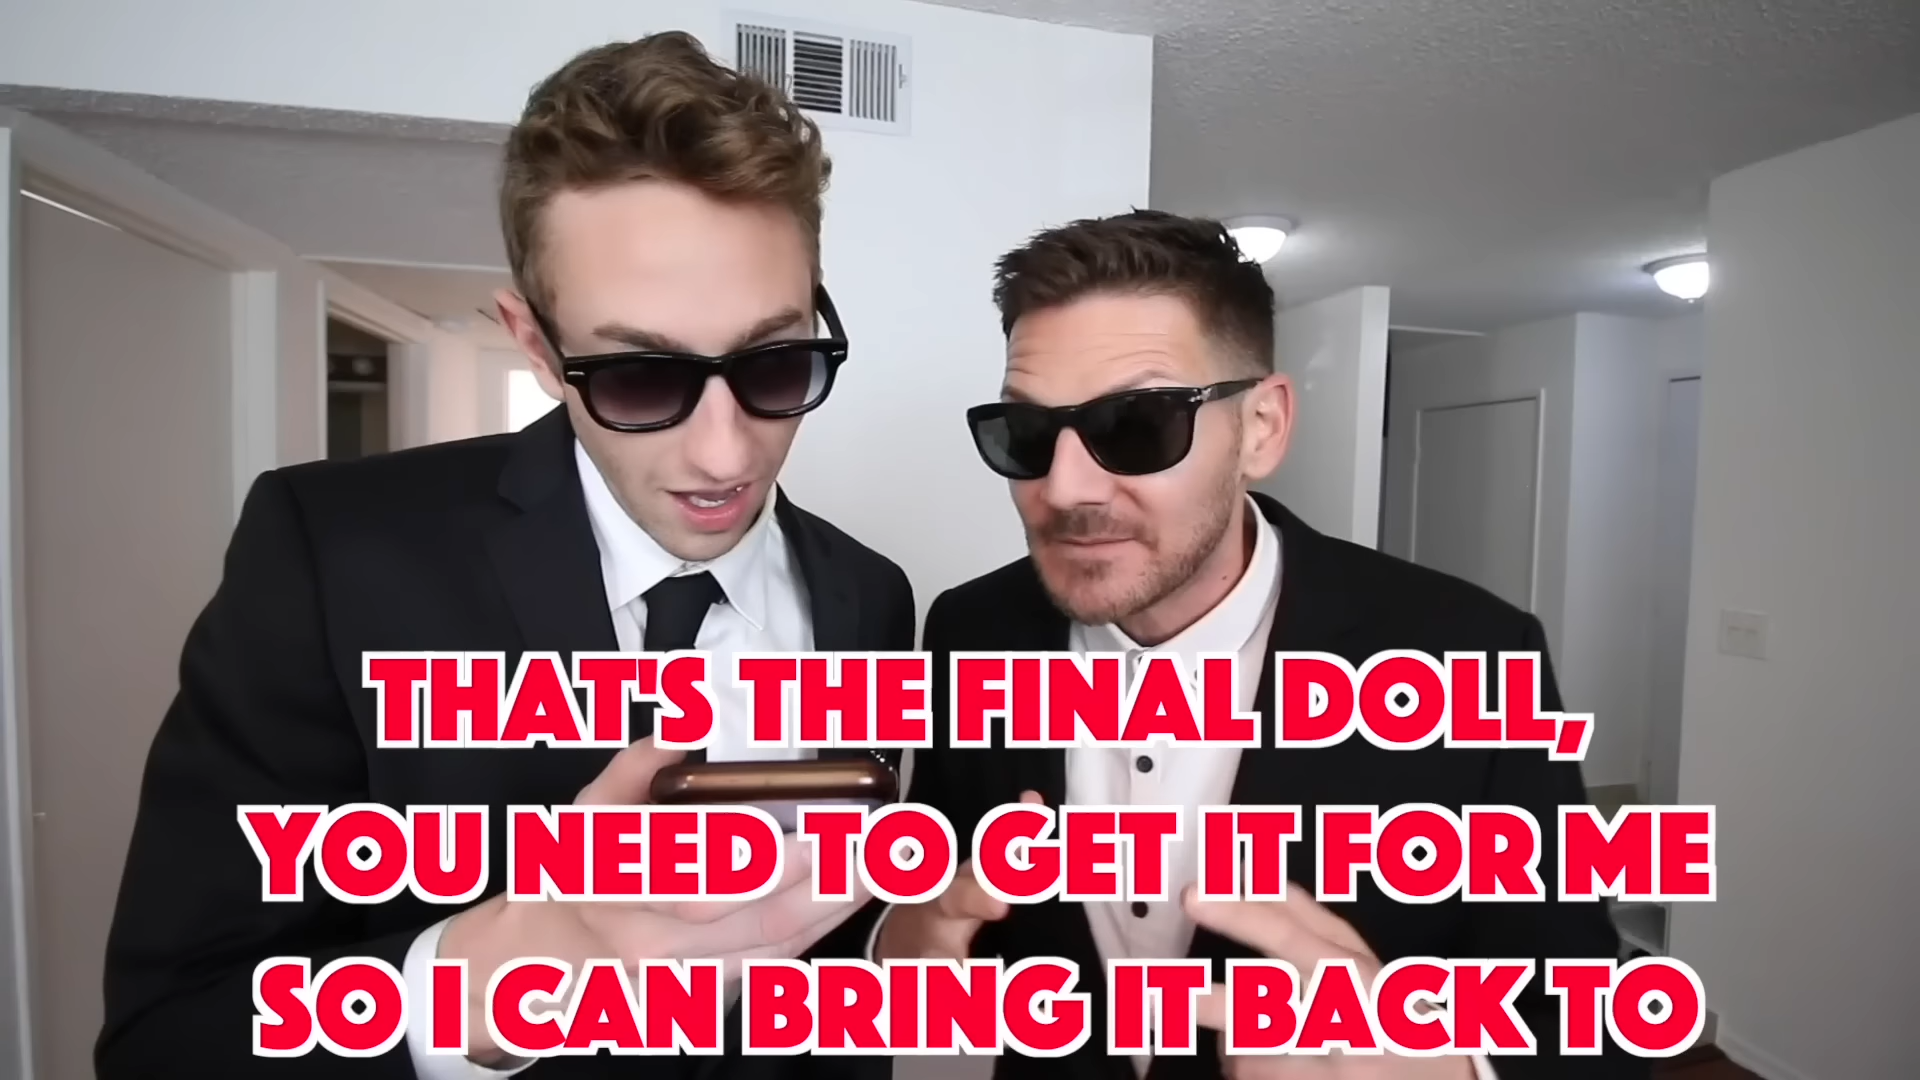 THAT'S THE FINAL DOLL,
YOU NEED TO GET IT FOR ME
SO I CAN BRING IT BACK TO